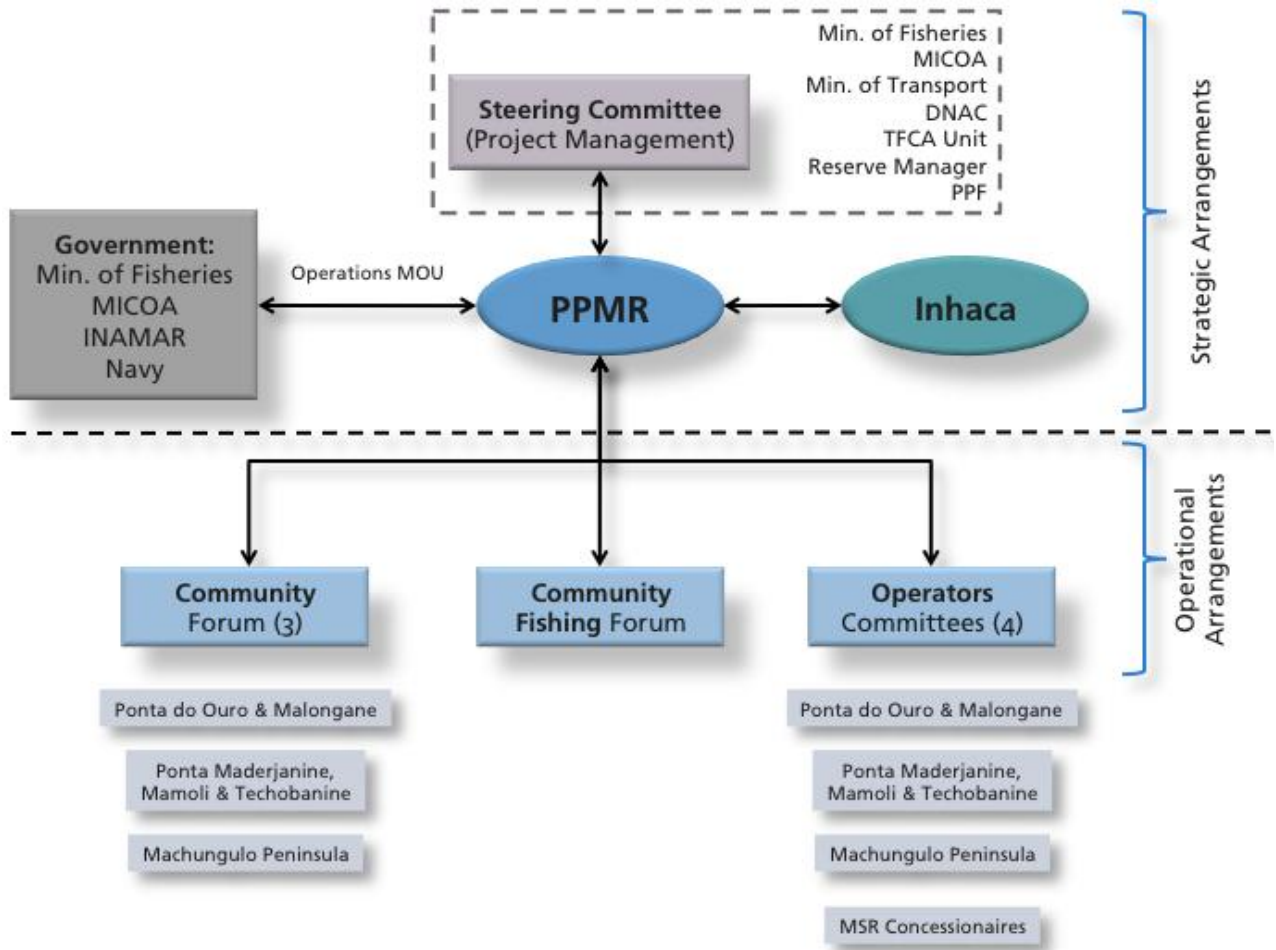 Min. of Fisheries
MICOA
Min. of Transport
DNAC
TFCA Unit
Reserve Manager
PPF
Steering Committee
(Project Management)
Strategic Arrangements
Government:
Min. of Fisheries
MICOA
INAMAR
Navy
Operations MOU
PPMR
Inhaca
Operational
Arrangements
Community
Forum (3)
Community
Fishing Forum
Operators
Committees (4)
Ponta do Ouro & Malongane
Ponta Maderjanine,
Mamoli & Techobanine
Machungulo Peninsula
Ponta do Ouro & Malongane
Ponta Maderjanine,
Mamoli & Techobanine
Machungulo Peninsula
MSR Concessionaires